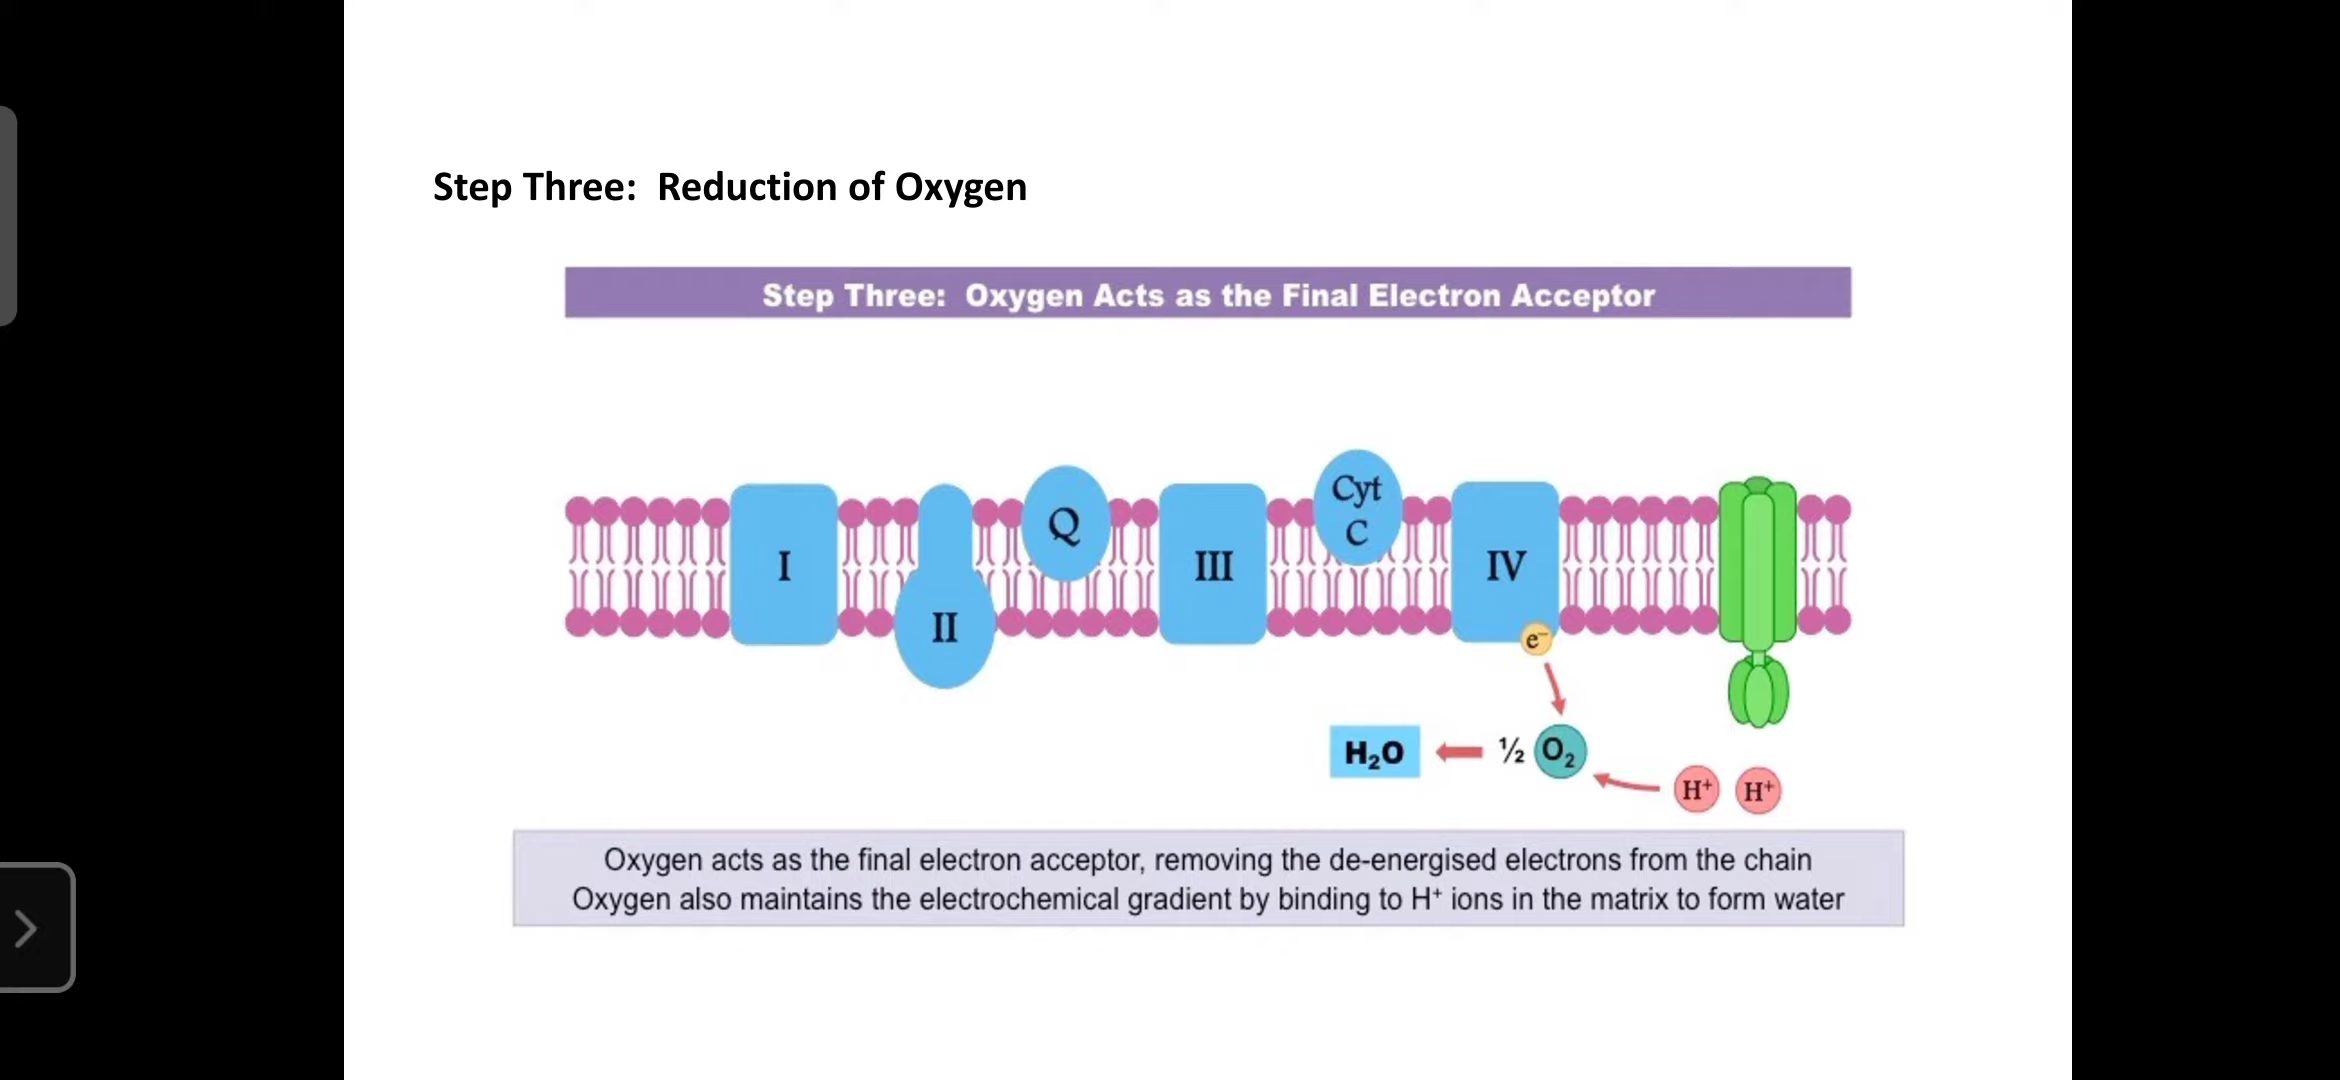 Step Three: Reduction of Oxygen
Step Three: Oxygen Acts as the Final Electron Acceptor
I
II
Q
III
Cyt
C
IV
e⁻
H₂O
½
O₂
H⁺
H⁺
Oxygen acts as the final electron acceptor, removing the de-energised electrons from the chain
Oxygen also maintains the electrochemical gradient by binding to H⁺ ions in the matrix to form water